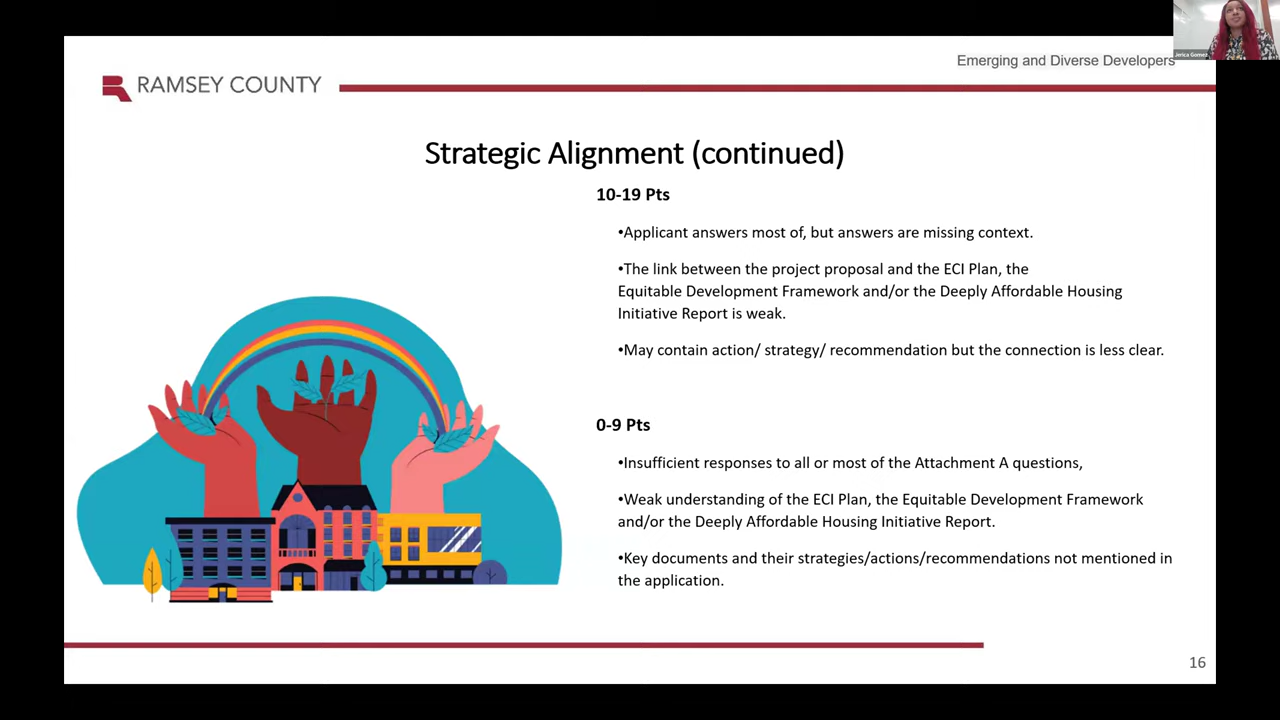 Jerica Gomez
Emerging and Diverse Developers
RAMSEY COUNTY
Strategic Alignment (continued)
10-19 Pts
•Applicant answers most of, but answers are missing context.
•The link between the project proposal and the ECI Plan, the
Equitable Development Framework and/or the Deeply Affordable Housing
Initiative Report is weak.
•May contain action/ strategy/ recommendation but the connection is less clear.
0-9 Pts
•Insufficient responses to all or most of the Attachment A questions,
•Weak understanding of the ECI Plan, the Equitable Development Framework
and/or the Deeply Affordable Housing Initiative Report.
•Key documents and their strategies/actions/recommendations not mentioned in
the application.
16